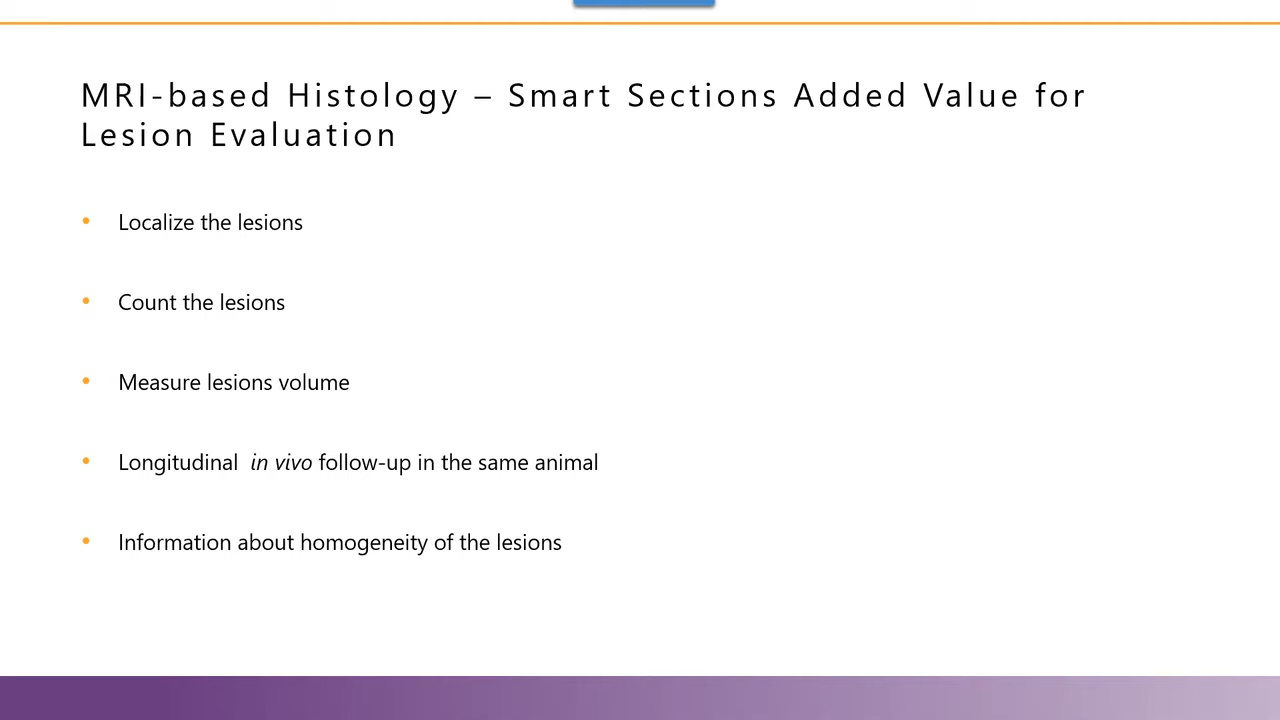 MRI-based Histology – Smart Sections Added Value for
Lesion Evaluation
• Localize the lesions
• Count the lesions
• Measure lesions volume
• Longitudinal in vivo follow-up in the same animal
• Information about homogeneity of the lesions